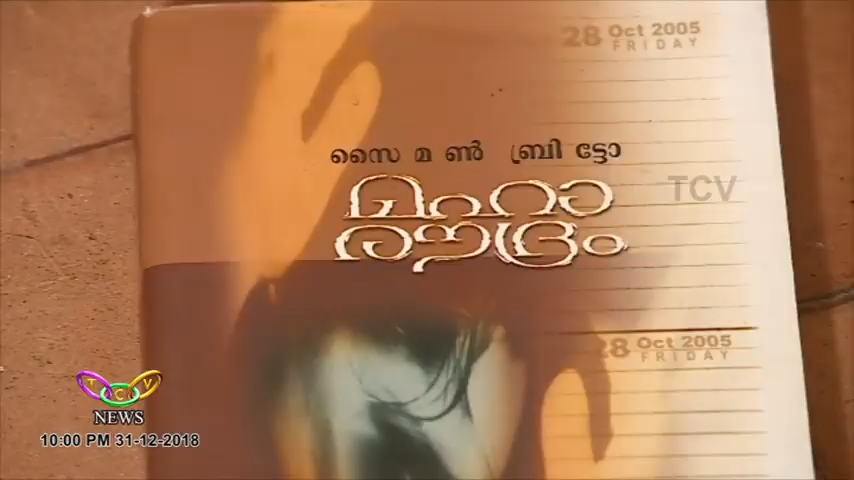 28 Oct 2005
FRIDAY
സൈമൺ ബ്രിട്ടോ
TCV
മഹാ
രൗദ്രം
28 Oct 2005
FRIDAY
TCV
NEWS
10:00 PM 31-12-2018